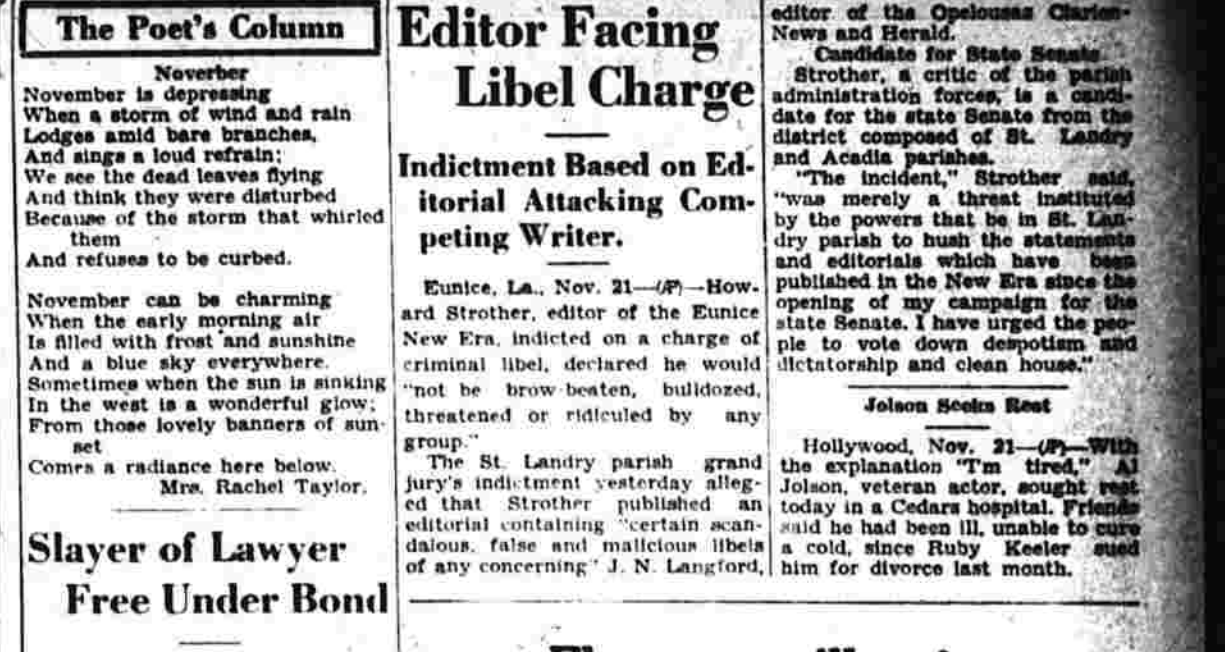 The Poet's Column
Noverber
November is depressing
When a storm of wind and rain
Lodges amid bare branches,
And sings a loud refrain;
We see the dead leaves flying
And think they were disturbed
Because of the storm that whirled
them
And refuses to be curbed.
November can be charming
When the early morning air
Is filled with frost and sunshine
And a blue sky everywhere.
Sometimes when the sun is sinking
In the west is a wonderful glow;
From those lovely banners of sun-
set
Comes a radiance here below.
Mrs. Rachel Taylor.
Slayer of Lawyer
Free Under Bond
Editor Facing
Libel Charge
Indictment Based on Ed-
itorial Attacking Com-
peting Writer.
Eunice, La., Nov. 21—(AP)—How-
ard Strother, editor of the Eunice
New Era, indicted on a charge of
criminal libel, declared he would
"not be brow-beaten, bulldozed,
threatened or ridiculed by any
group."
The St. Landry parish grand
jury's indictment yesterday alleg-
ed that Strother published an
editorial containing "certain scan-
dalous, false and malicious libels
of any concerning" J. N. Langford,
editor of the Opelousas Clarion-
News and Herald.
Candidate for State Senate
Strother, a critic of the parish
administration forces, is a candi-
date for the state Senate from the
district composed of St. Landry
and Acadia parishes.
"The incident," Strother said,
"was merely a threat instituted
by the powers that be in St. Lan-
dry parish to hush the statements
and editorials which have been
published in the New Era since the
opening of my campaign for the
state Senate. I have urged the peo-
ple to vote down despotism and
dictatorship and clean house."
Jolson Seeks Rest
Hollywood, Nov. 21—(AP)—With
the explanation "I'm tired," Al
Jolson, veteran actor, sought rest
today in a Cedars hospital. Friends
said he had been ill, unable to cure
a cold, since Ruby Keeler sued
him for divorce last month.